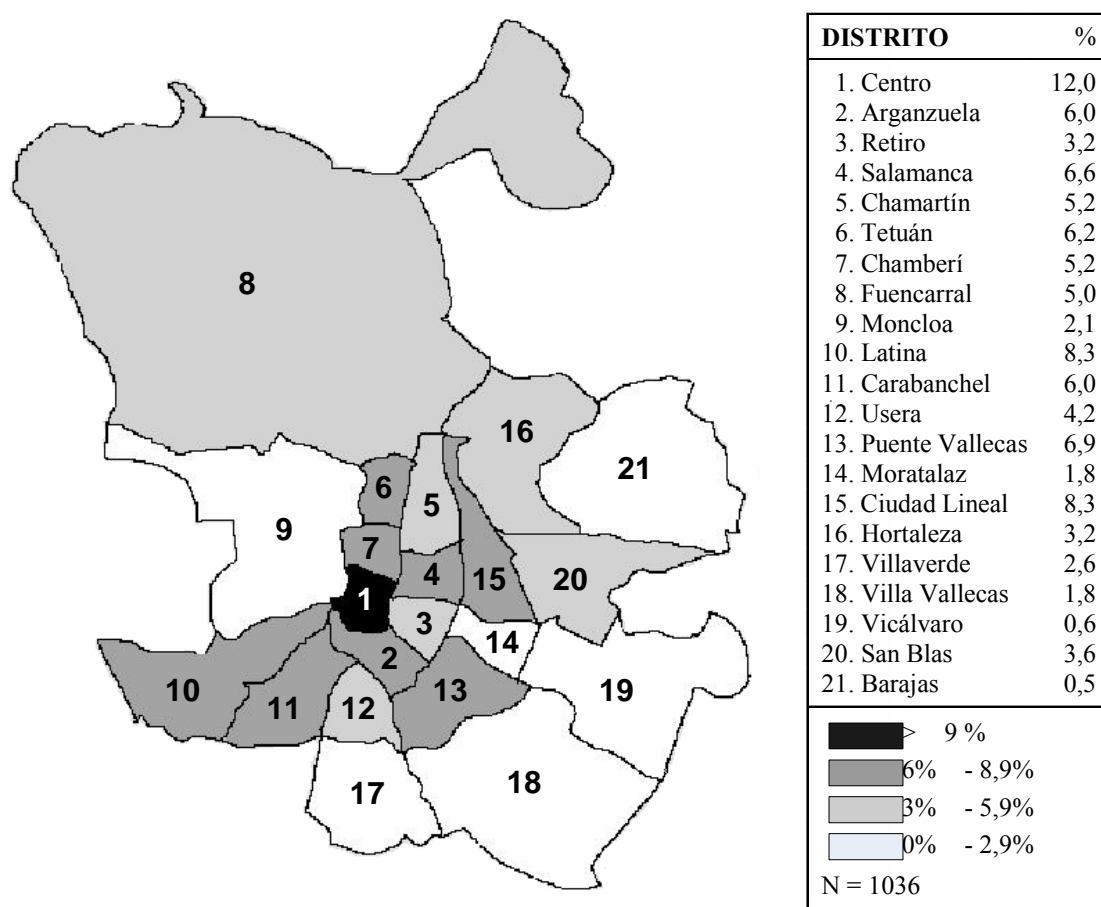 8
16
21
6
5
9
7
4
15
20
1
3
14
2
10
11
12
13
19
17
18
DISTRITO %
1. Centro 12,0
2. Arganzuela 6,0
3. Retiro 3,2
4. Salamanca 6,6
5. Chamartín 5,2
6. Tetuán 6,2
7. Chamberí 5,2
8. Fuencarral 5,0
9. Moncloa 2,1
10. Latina 8,3
11. Carabanchel 6,0
12. Usera 4,2
13. Puente Vallecas 6,9
14. Moratalaz 1,8
15. Ciudad Lineal 8,3
16. Hortaleza 3,2
17. Villaverde 2,6
18. Villa Vallecas 1,8
19. Vicálvaro 0,6
20. San Blas 3,6
21. Barajas 0,5
> 9 %
6% - 8,9%
3% - 5,9%
0% - 2,9%
N = 1036